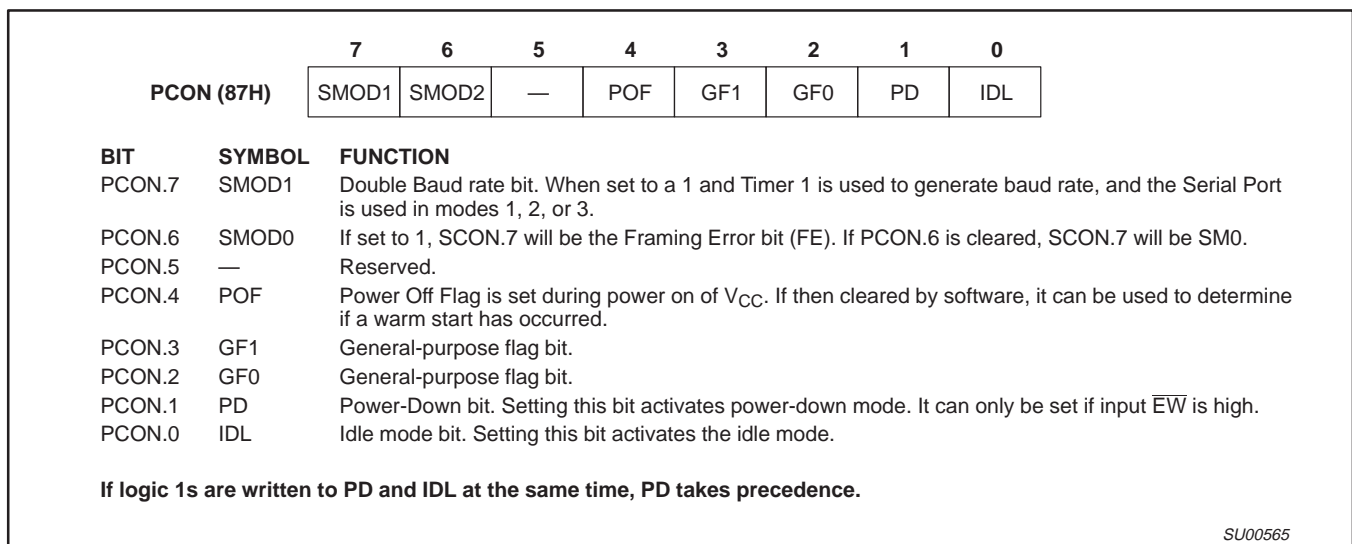 7 6 5 4 3 2 1 0
PCON (87H) SMOD1 SMOD2 — POF GF1 GF0 PD IDL
BIT SYMBOL FUNCTION
PCON.7 SMOD1 Double Baud rate bit. When set to a 1 and Timer 1 is used to generate baud rate, and the Serial Port
is used in modes 1, 2, or 3.
PCON.6 SMOD0 If set to 1, SCON.7 will be the Framing Error bit (FE). If PCON.6 is cleared, SCON.7 will be SM0.
PCON.5 — Reserved.
PCON.4 POF Power Off Flag is set during power on of VCC. If then cleared by software, it can be used to determine
if a warm start has occurred.
PCON.3 GF1 General-purpose flag bit.
PCON.2 GF0 General-purpose flag bit.
PCON.1 PD Power-Down bit. Setting this bit activates power-down mode. It can only be set if input E̅W̅ is high.
PCON.0 IDL Idle mode bit. Setting this bit activates the idle mode.
If logic 1s are written to PD and IDL at the same time, PD takes precedence.
SU00565